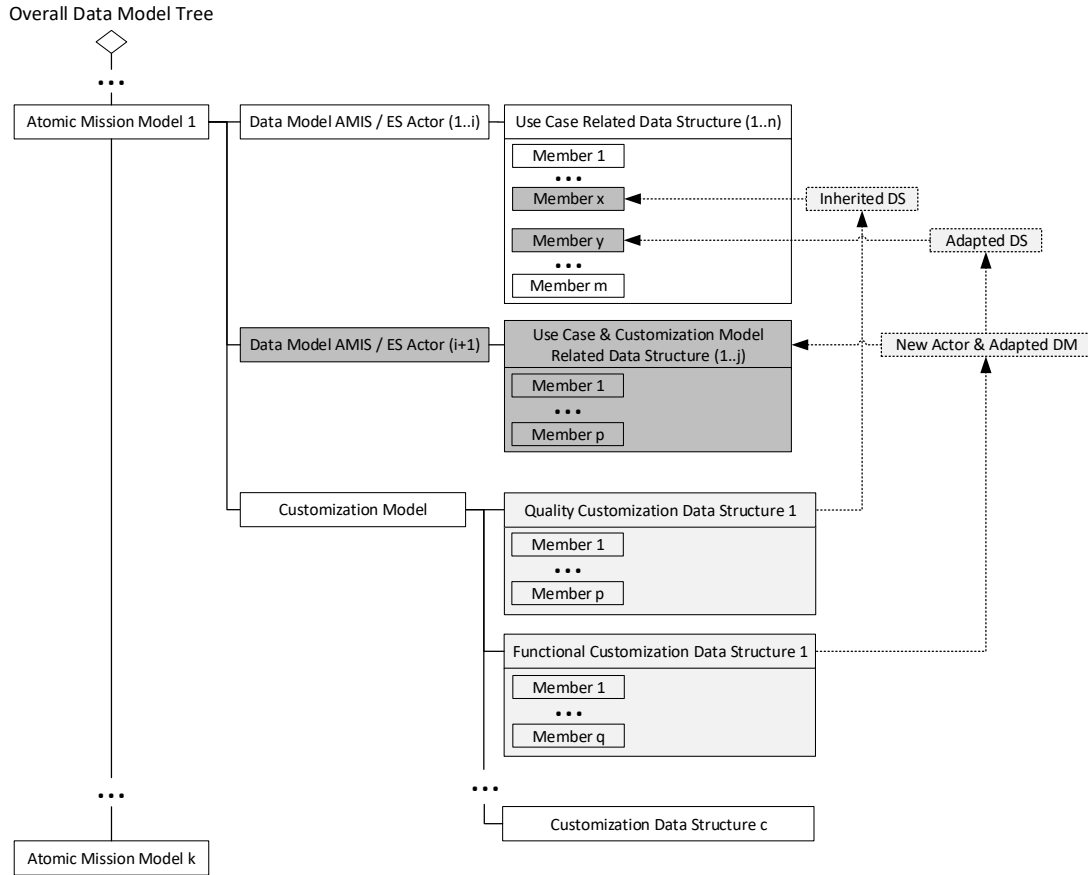 Overall Data Model Tree
...
Atomic Mission Model 1
Data Model AMIS / ES Actor (1..i)
Use Case Related Data Structure (1..n)
Member 1
...
Member x
Inherited DS
Member y
Adapted DS
...
Member m
Data Model AMIS / ES Actor (i+1)
Use Case & Customization Model
Related Data Structure (1..j)
New Actor & Adapted DM
Member 1
...
Member p
Customization Model
Quality Customization Data Structure 1
Member 1
...
Member p
Functional Customization Data Structure 1
Member 1
...
Member q
...
...
Customization Data Structure c
Atomic Mission Model k